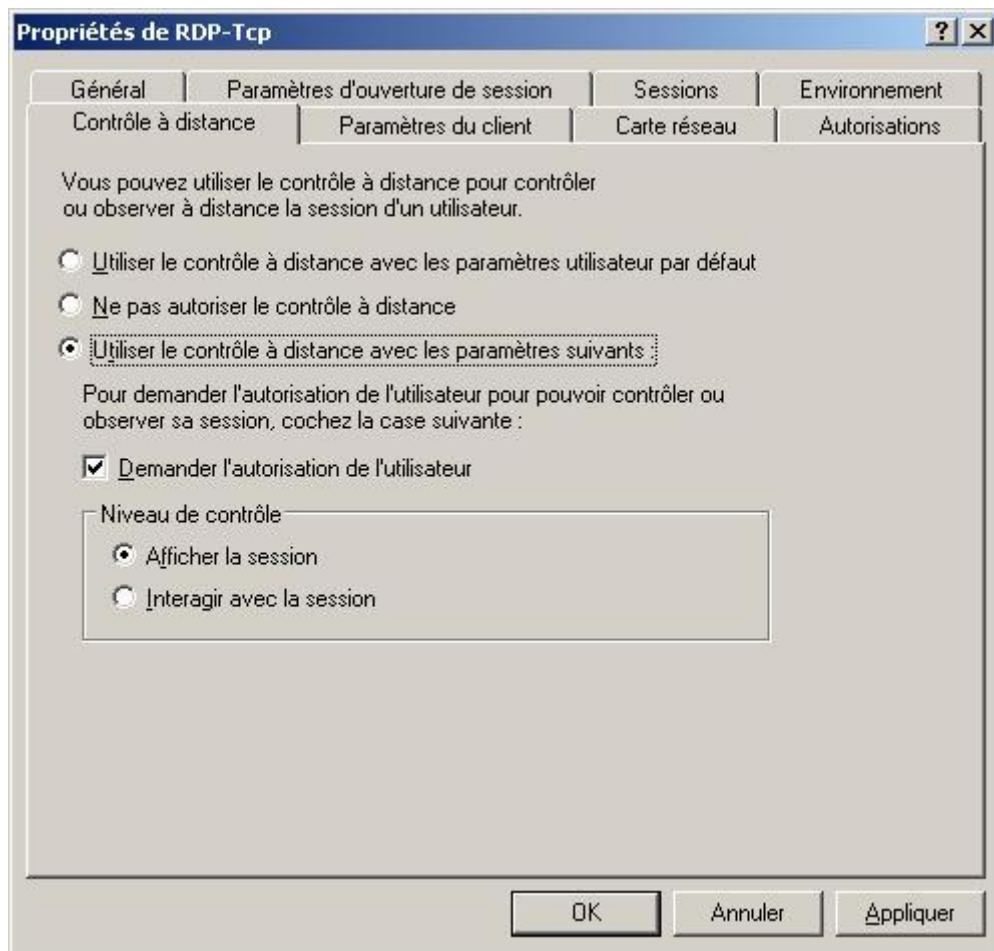 Propriétés de RDP-Tcp
Général
Paramètres d'ouverture de session
Sessions
Environnement
Contrôle à distance
Paramètres du client
Carte réseau
Autorisations
Vous pouvez utiliser le contrôle à distance pour contrôler
ou observer à distance la session d'un utilisateur.
Utiliser le contrôle à distance avec les paramètres utilisateur par défaut
Ne pas autoriser le contrôle à distance
Utiliser le contrôle à distance avec les paramètres suivants :
Pour demander l'autorisation de l'utilisateur pour pouvoir contrôler ou
observer sa session, cochez la case suivante :
Demander l'autorisation de l'utilisateur
Niveau de contrôle
Afficher la session
Interagir avec la session
OK
Annuler
Appliquer